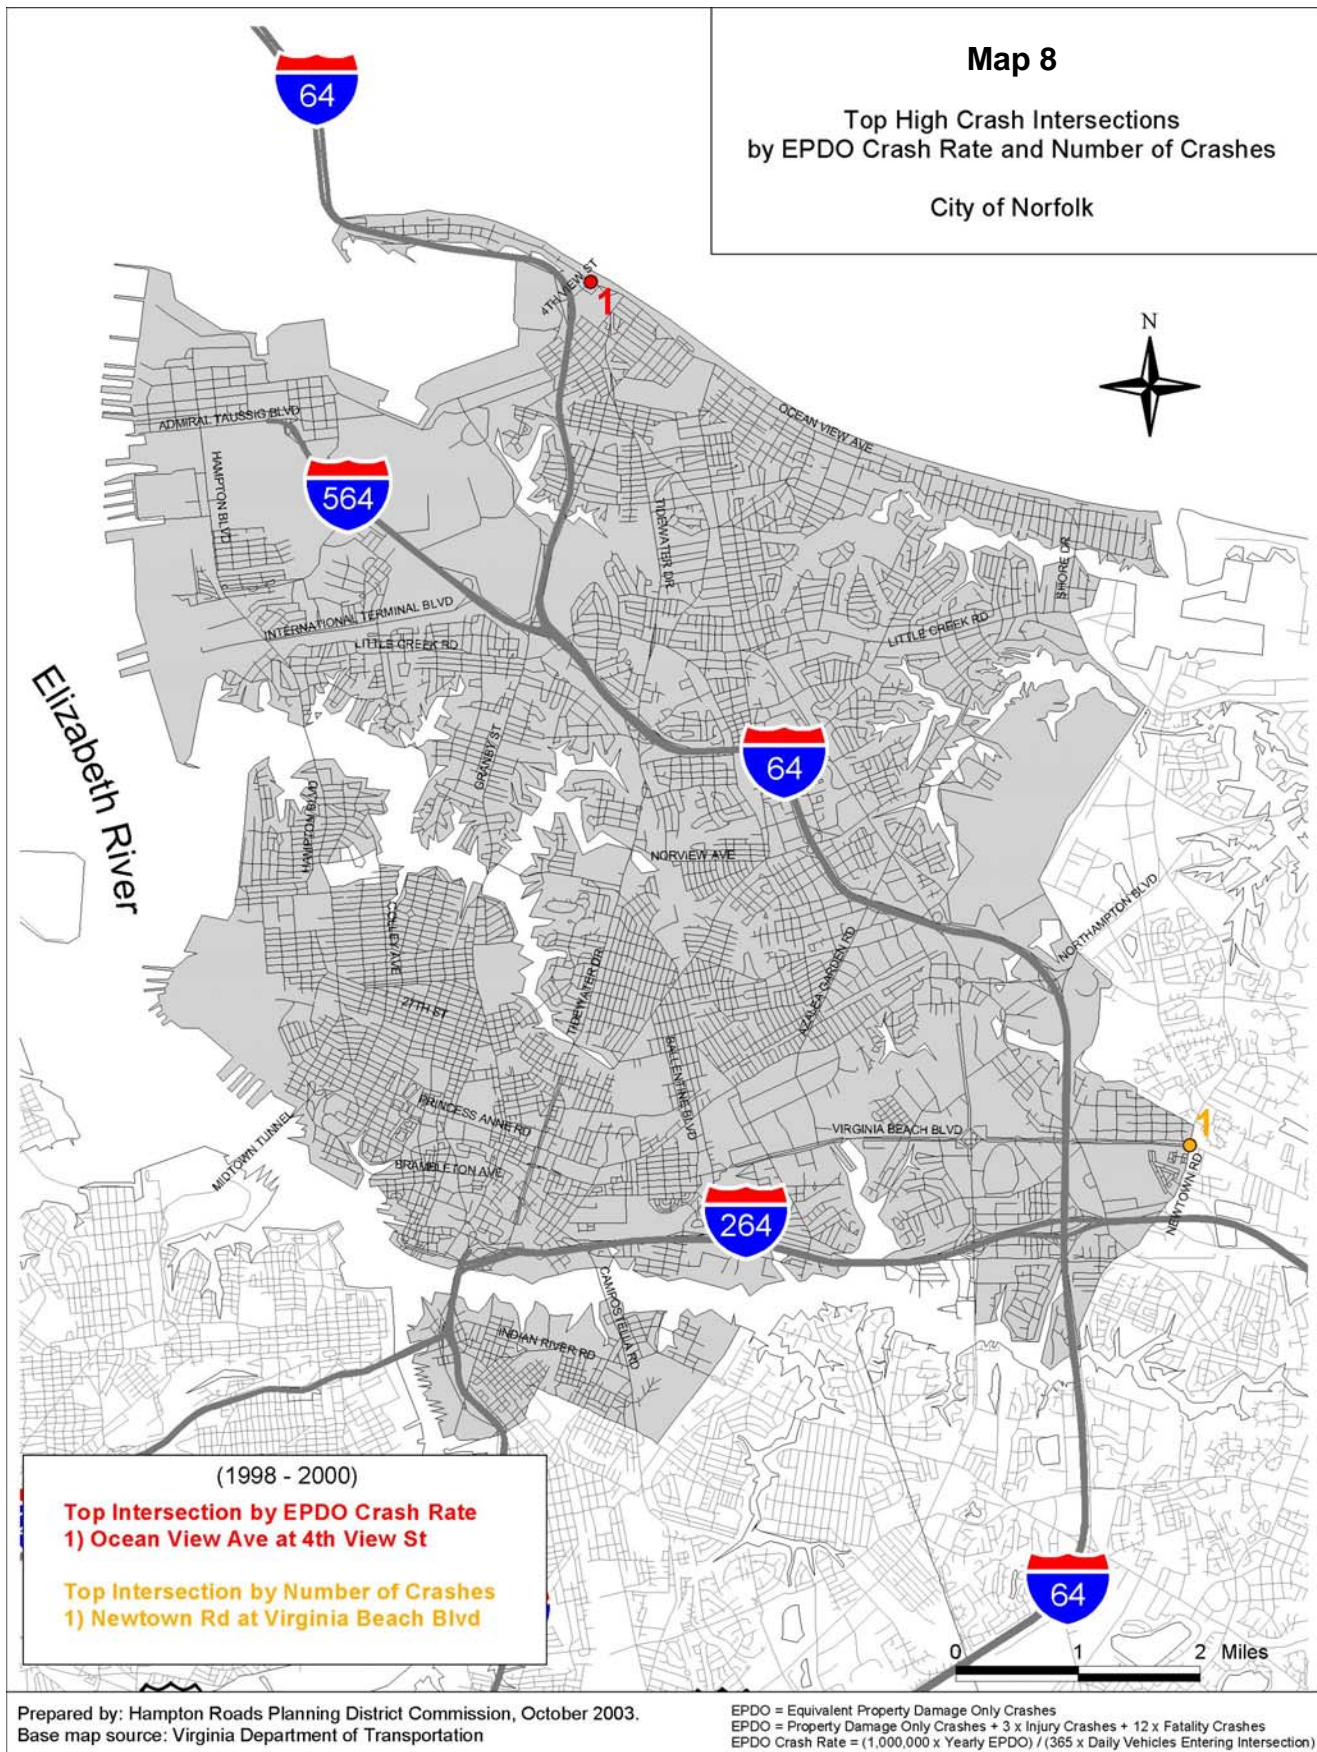 Map 8
Top High Crash Intersections
by EPDO Crash Rate and Number of Crashes
City of Norfolk
64
4TH VIEW ST
1
N
OCEAN VIEW AVE
ADMIRAL TAUSSIG BLVD
HAMPTON BLVD
564
TIDEWATER DR
SHORE DR
INTERNATIONAL TERMINAL BLVD
LITTLE CREEK RD
LITTLE CREEK RD
Elizabeth River
GRANBY ST
64
HAMPTON BLVD
NORVIEW AVE
COLLEY AVE
NORTHAMPTON BLVD
TIDEWATER DR
AZALEA GARDEN RD
27TH ST
BALLENTINE BLVD
PRINCESS ANNE RD
MIDTOWN TUNNEL
VIRGINIA BEACH BLVD
1
BRAMBLETON AVE
NEWTOWN RD
264
CAMPOSTELLA RD
INDIAN RIVER RD
(1998 - 2000)
Top Intersection by EPDO Crash Rate
1) Ocean View Ave at 4th View St
Top Intersection by Number of Crashes
1) Newtown Rd at Virginia Beach Blvd
64
0 1 2 Miles
Prepared by: Hampton Roads Planning District Commission, October 2003.
Base map source: Virginia Department of Transportation
EPDO = Equivalent Property Damage Only Crashes
EPDO = Property Damage Only Crashes + 3 x Injury Crashes + 12 x Fatality Crashes
EPDO Crash Rate = (1,000,000 x Yearly EPDO) / (365 x Daily Vehicles Entering Intersection)